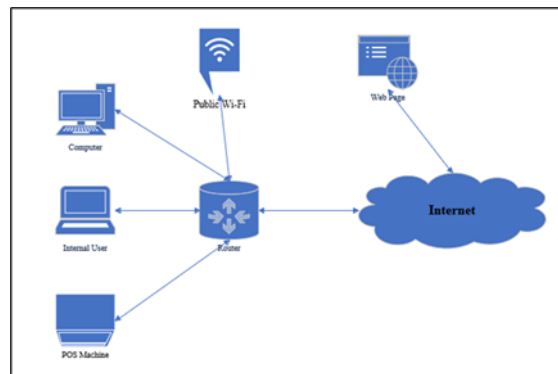 Public Wi-Fi
Web Page
Computer
Internet
Internal User
Router
POS Machine